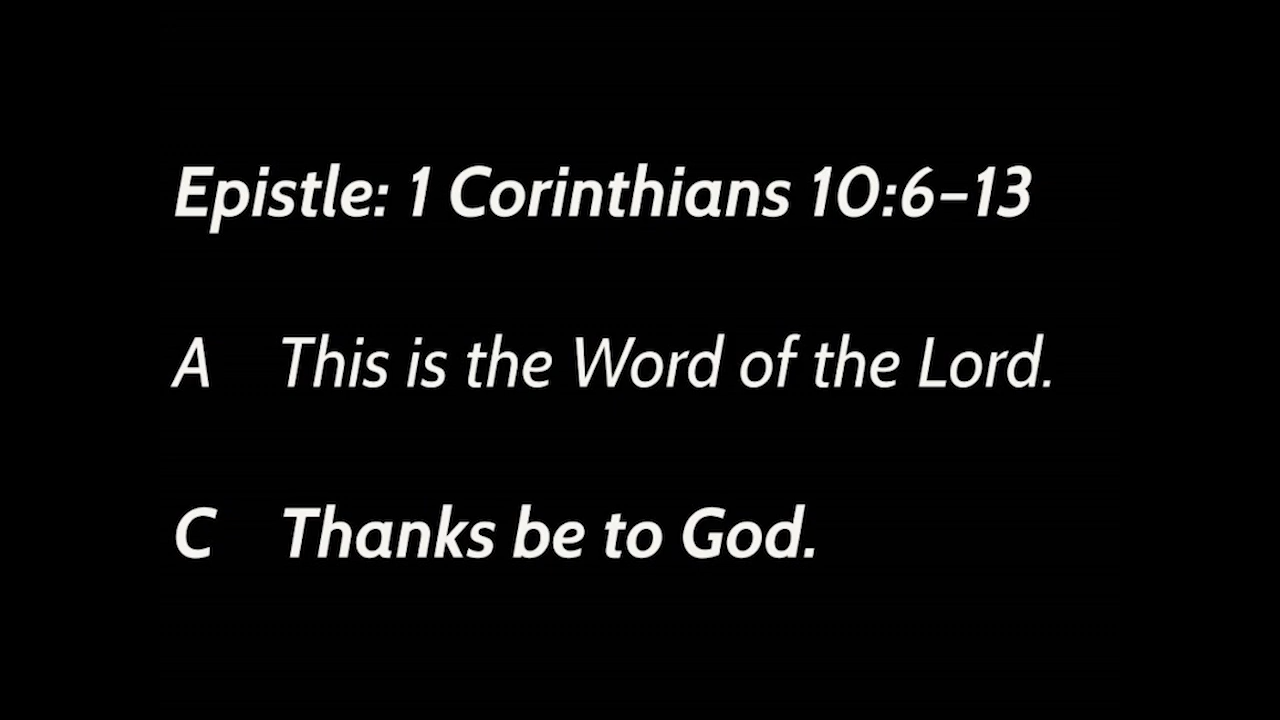 Epistle: 1 Corinthians 10:6–13
A This is the Word of the Lord.
C Thanks be to God.